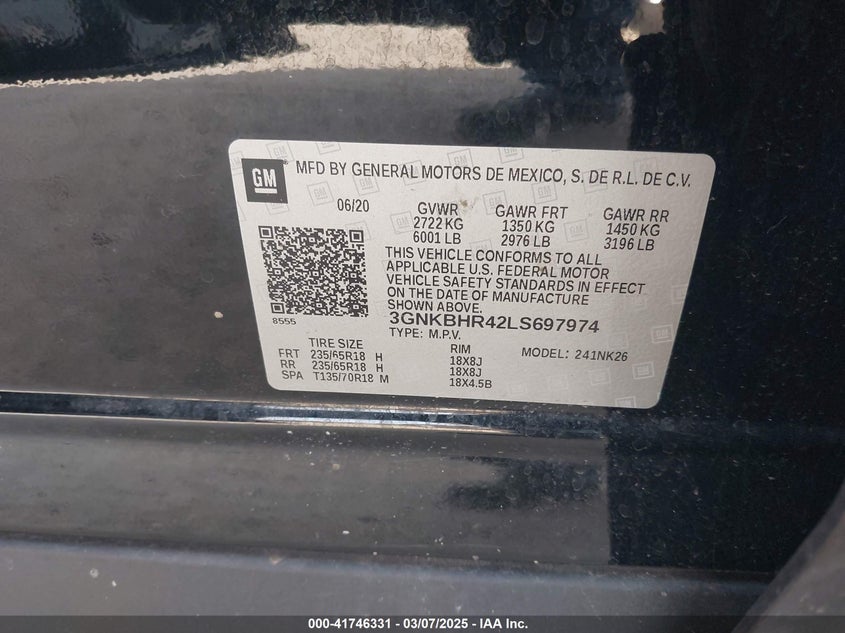 GM
MFD BY GENERAL MOTORS DE MEXICO, S. DE R.L. DE C.V.
06/20 GVWR GAWR FRT GAWR RR
2722 KG 1350 KG 1450 KG
6001 LB 2976 LB 3196 LB
THIS VEHICLE CONFORMS TO ALL
APPLICABLE U.S. FEDERAL MOTOR
VEHICLE SAFETY STANDARDS IN EFFECT
ON THE DATE OF MANUFACTURE
SHOWN ABOVE.
8555
3GNKBHR42LS697974
TYPE: M.P.V.
TIRE SIZE RIM MODEL: 241NK26
FRT 235/65R18 H 18X8J
RR 235/65R18 H 18X8J
SPA T135/70R18 M 18X4.5B
000-41746331 - 03/07/2025 - IAA Inc.